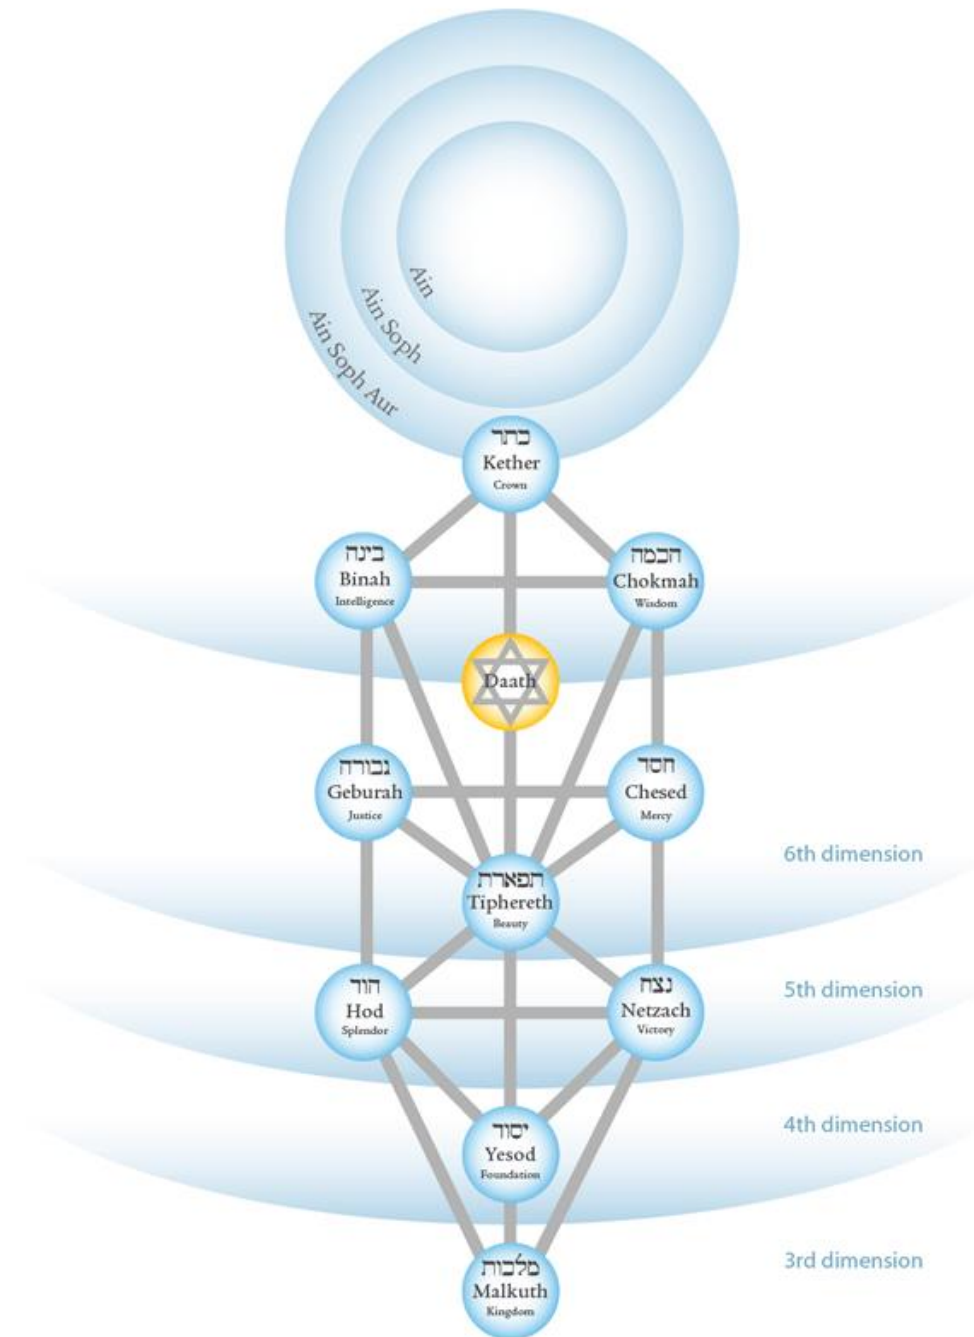 Ain
Ain Soph
Ain Soph Aur
כתר
Kether
Crown
בינה
Binah
Intelligence
חכמה
Chokmah
Wisdom
Daath
גבורה
Geburah
Justice
חסד
Chesed
Mercy
6th dimension
תפארת
Tiphereth
Beauty
5th dimension
הוד
Hod
Splendor
נצח
Netzach
Victory
4th dimension
יסוד
Yesod
Foundation
3rd dimension
מלכות
Malkuth
Kingdom